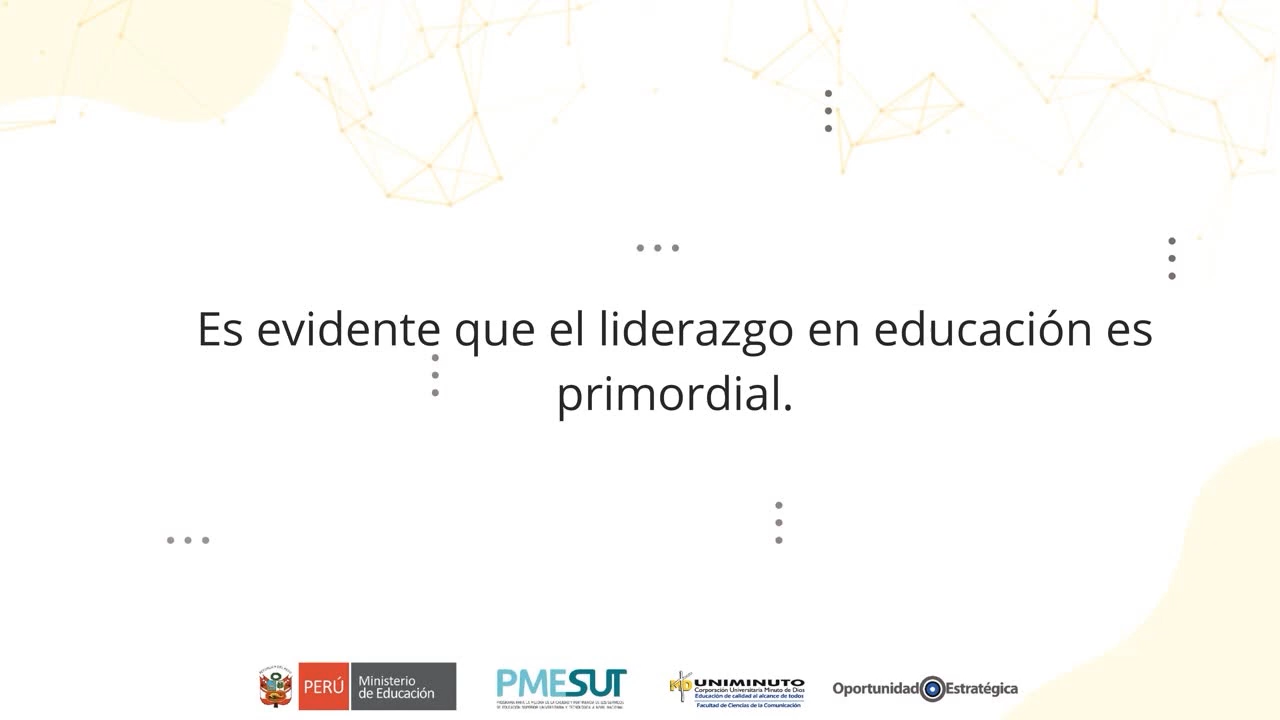 Es evidente que el liderazgo en educación es
primordial.
PERÚ
Ministerio
de Educación
PMESUT
UNIMINUTO
Corporación Universitaria Minuto de Dios
Educación de calidad al alcance de todos
Facultad de Ciencias de la Comunicación
Oportunidad Estratégica